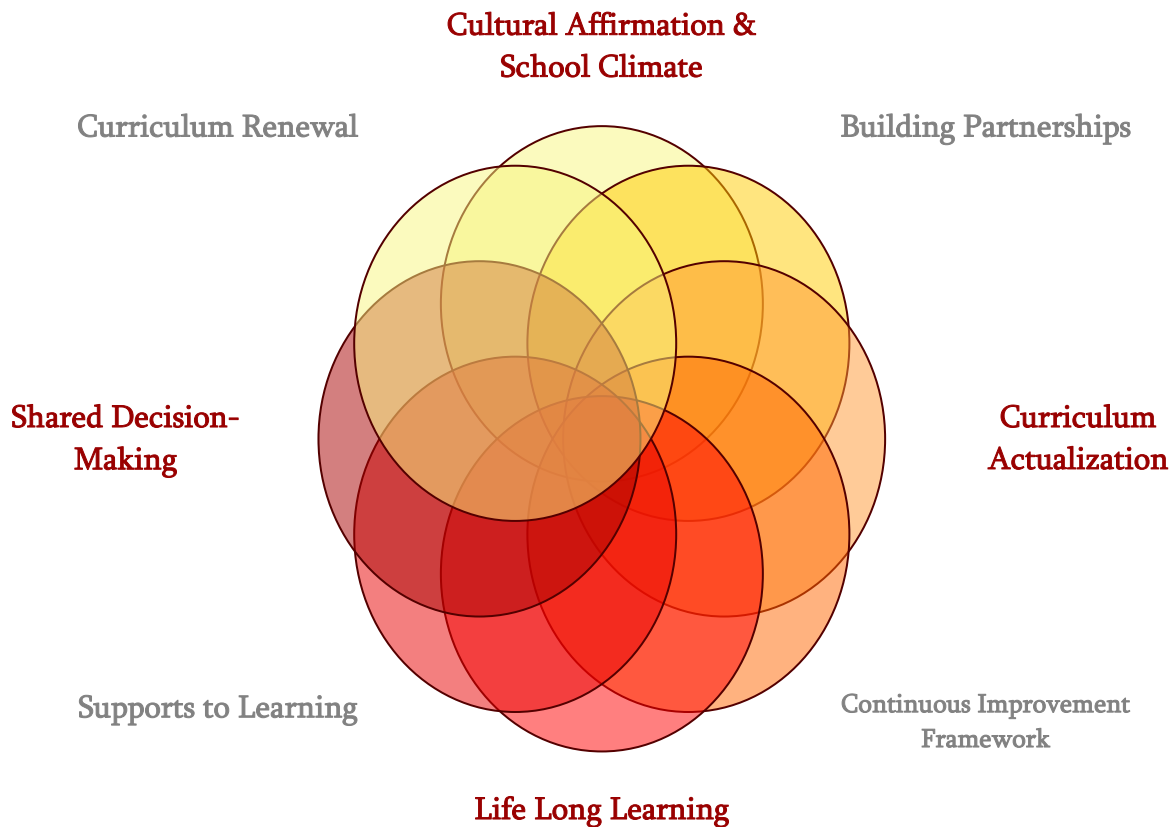 Cultural Affirmation &
School Climate
Curriculum Renewal
Building Partnerships
Shared Decision-
Making
Curriculum
Actualization
Supports to Learning
Continuous Improvement
Framework
Life Long Learning